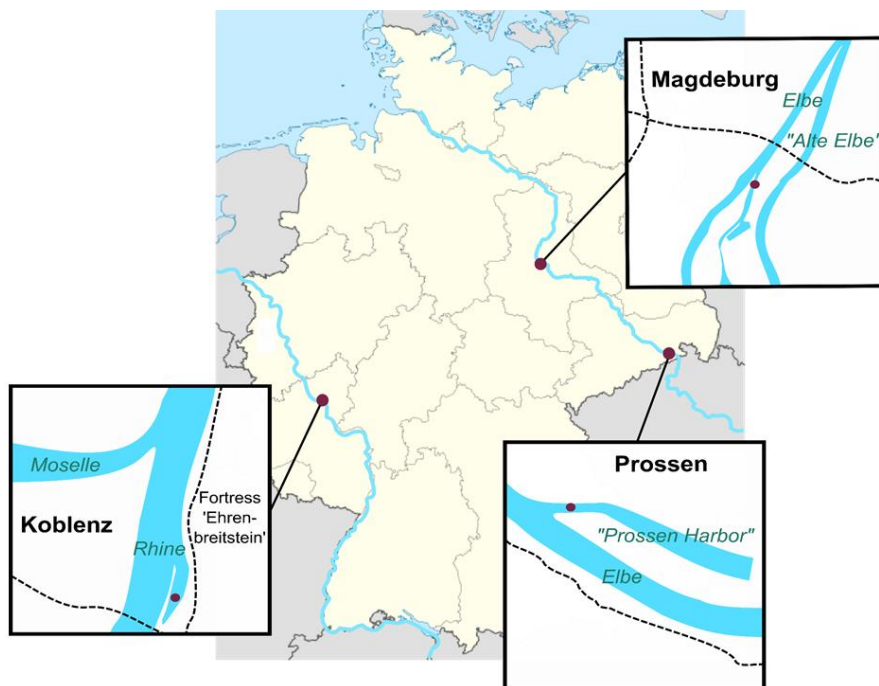 Magdeburg
Elbe
"Alte Elbe"
Moselle
Koblenz
Rhine
Fortress
'Ehren-
breitstein'
Prossen
"Prossen Harbor"
Elbe